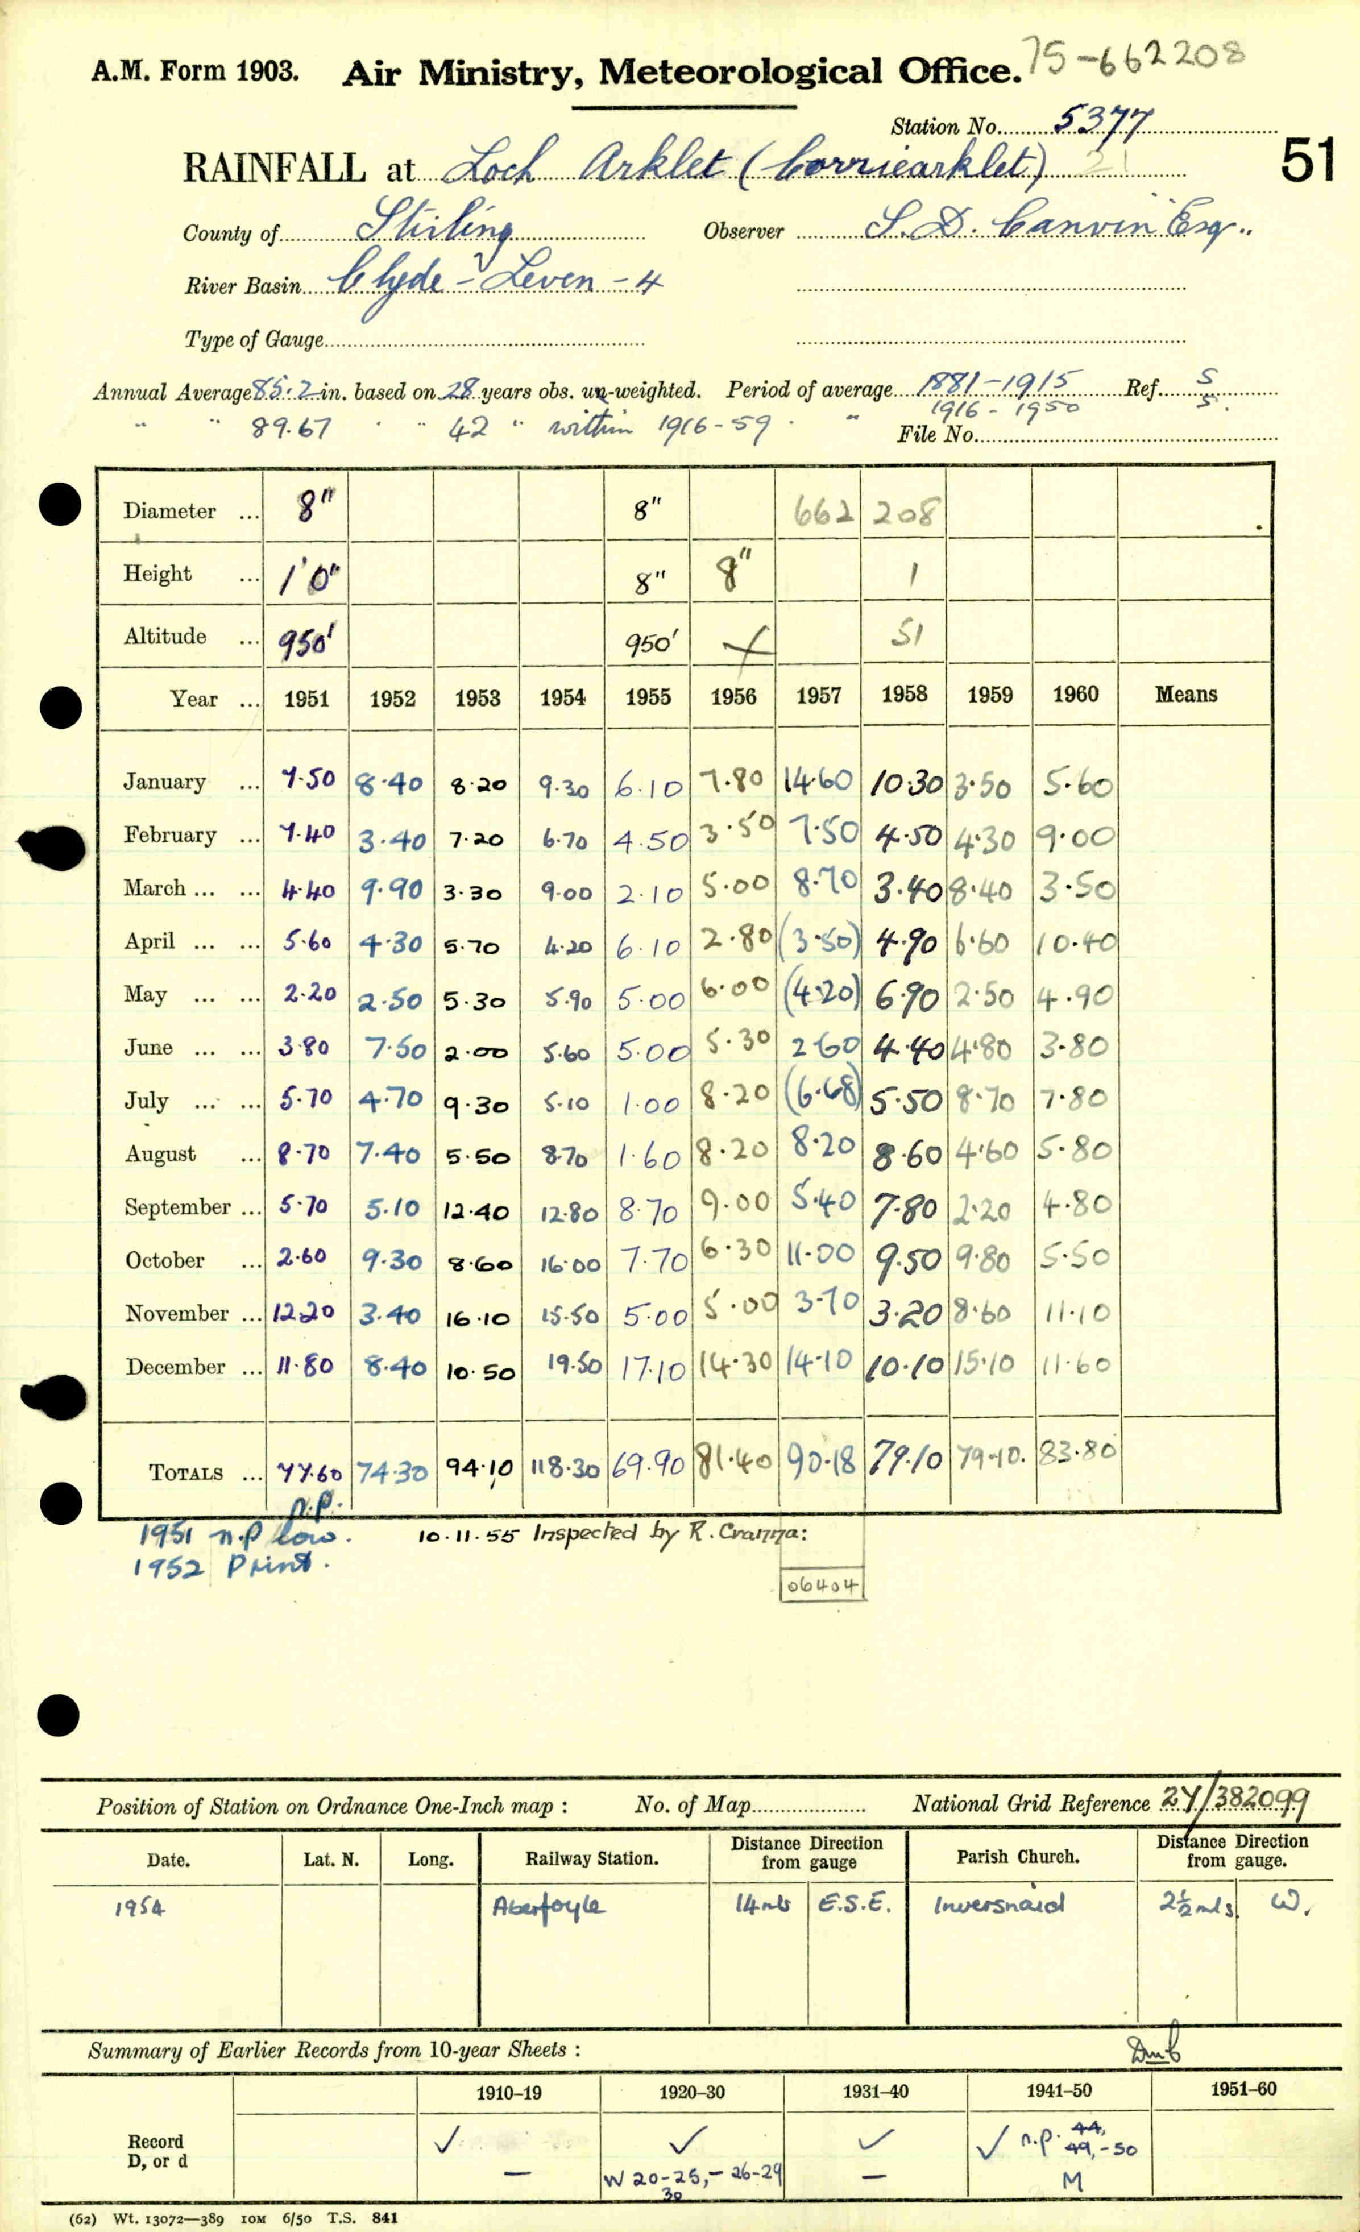 A.M. Form 1903. Air Ministry, Meteorological Office. 75-662208
Station No. 5377
RAINFALL at Loch Arklet (Corriearklet) 21 51
County of Stirling Observer S.D. Canvin Esq..
River Basin Clyde - Leven - 4
Type of Gauge
Annual Average 85.2 in. based on 28 years obs. un-weighted. Period of average 1881-1915 Ref. S
" " 89.67 " " 42 " within 1916-59 . " 1916-1950 S.
File No.
Diameter ... 8" 8" 662 208
Height ... 1'0" 8" 8" 1
Altitude ... 950' 950' 51
Year ... 1951 1952 1953 1954 1955 1956 1957 1958 1959 1960 Means
January ... 7.50 8.40 8.20 9.30 6.10 7.80 14.60 10.30 3.50 5.60
February ... 7.40 3.40 7.20 6.70 4.50 3.50 7.50 4.50 4.30 9.00
March ... ... 4.40 9.90 3.30 9.00 2.10 5.00 8.70 3.40 8.40 3.50
April ... ... 5.60 4.30 5.70 4.20 6.10 2.80 (3.50) 4.90 6.60 10.40
May ... ... 2.20 2.50 5.30 5.90 5.00 6.00 (4.20) 6.90 2.50 4.90
June ... ... 3.80 7.50 2.00 5.60 5.00 5.30 2.60 4.40 4.80 3.80
July ... ... 5.70 4.70 9.30 5.10 1.00 8.20 (6.68) 5.50 8.70 7.80
August ... 8.70 7.40 5.50 8.70 1.60 8.20 8.20 8.60 4.60 5.80
September ... 5.70 5.10 12.40 12.80 8.70 9.00 5.40 7.80 2.20 4.80
October ... 2.60 9.30 8.60 16.00 7.70 6.30 11.00 9.50 9.80 5.50
November ... 12.20 3.40 16.10 15.50 5.00 5.00 3.70 3.20 8.60 11.10
December ... 11.80 8.40 10.50 19.50 17.10 14.30 14.10 10.10 15.10 11.60
TOTALS ... 77.60 74.30 94.10 118.30 69.90 81.40 90.18 79.10 79.10. 83.80
n.p.
1951 n.p low. 10.11.55 Inspected by R. Cranna:
1952 Print.
06404
Position of Station on Ordnance One-Inch map : No. of Map National Grid Reference 27/382099
Date. Lat. N. Long. Railway Station. Distance Direction from gauge Parish Church. Distance Direction from gauge.
1954 Aberfoyle 14 mls E.S.E. Inversnaid 2½ mls W.
Summary of Earlier Records from 10-year Sheets : Dmb
1910–19 1920–30 1931–40 1941–50 1951–60
Record ✓ ✓ ✓ ✓ n.p. 44, 49,-50
D, or d — W 20-25, - 26-29 — M
30
(62) Wt. 13072—389 10M 6/50 T.S. 841